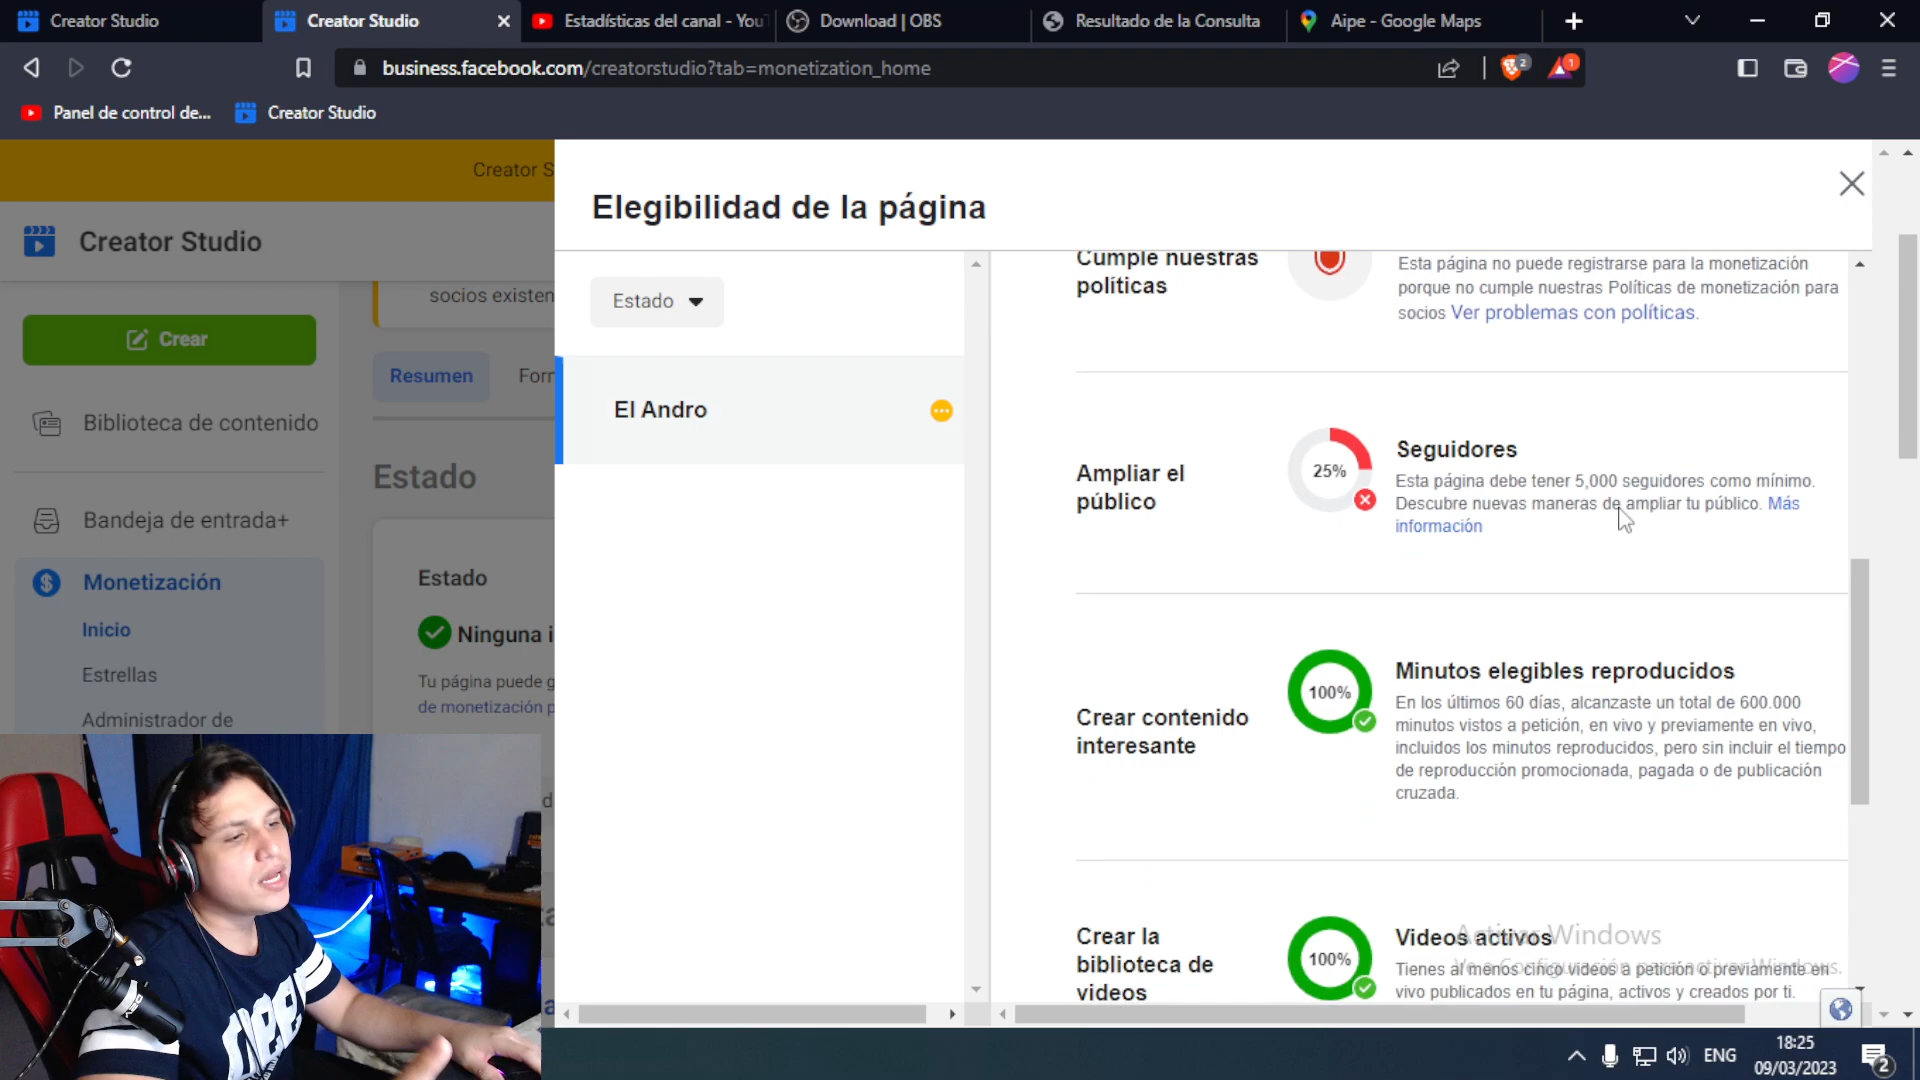 Creator Studio
Creator Studio
Estadísticas del canal - You
Download | OBS
Resultado de la Consulta
Aipe - Google Maps
business.facebook.com/creatorstudio?tab=monetization_home
2
1
Panel de control de...
Creator Studio
Creator S
Creator Studio
socios existen
Crear
Resumen
Forr
Biblioteca de contenido
Estado
Bandeja de entrada+
Estado
Monetización
Ninguna i
Inicio
Estrellas
Tu página puede g
de monetización p
Administrador de
Elegibilidad de la página
Estado
El Andro
Cumple nuestras
políticas
Esta página no puede registrarse para la monetización
porque no cumple nuestras Políticas de monetización para
socios Ver problemas con políticas.
Ampliar el
público
25%
Seguidores
Esta página debe tener 5,000 seguidores como mínimo.
Descubre nuevas maneras de ampliar tu público. Más
información
Crear contenido
interesante
100%
Minutos elegibles reproducidos
En los últimos 60 días, alcanzaste un total de 600.000
minutos vistos a petición, en vivo y previamente en vivo,
incluidos los minutos reproducidos, pero sin incluir el tiempo
de reproducción promocionada, pagada o de publicación
cruzada.
Crear la
biblioteca de
videos
100%
Videos activos
Tienes al menos cinco videos a petición o previamente en
vivo publicados en tu página, activos y creados por ti.
Activar Windows
Ve a Configuración para activar Windows.
ENG
18:25
09/03/2023
2